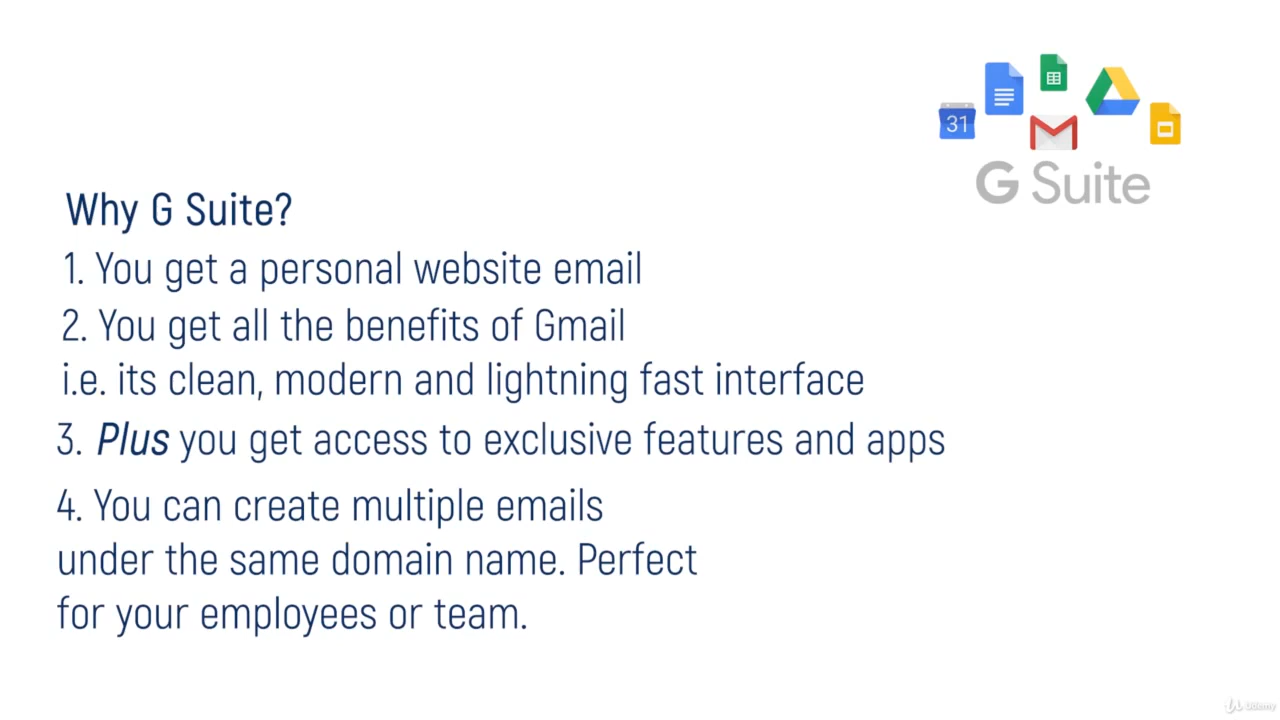 31
G Suite
Why G Suite?
1. You get a personal website email
2. You get all the benefits of Gmail
i.e. its clean, modern and lightning fast interface
3. Plus you get access to exclusive features and apps
4. You can create multiple emails
under the same domain name. Perfect
for your employees or team.
Udemy